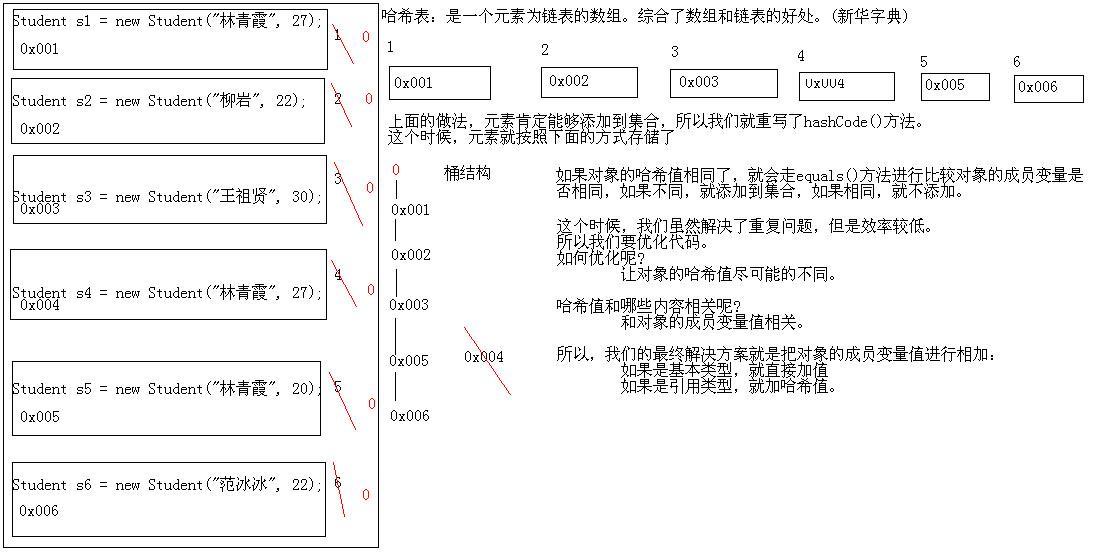 Student s1 = new Student("林青霞", 27);
0x001
1
0
Student s2 = new Student("柳岩", 22);
0x002
2
0
Student s3 = new Student("王祖贤", 30);
0x003
3
0
Student s4 = new Student("林青霞", 27);
0x004
4
0
Student s5 = new Student("林青霞", 20);
0x005
5
0
Student s6 = new Student("范冰冰", 22);
0x006
6
0
哈希表：是一个元素为链表的数组。综合了数组和链表的好处。(新华字典)
1
2
3
4
5
6
0x001
0x002
0x003
0x004
0x005
0x006
上面的做法，元素肯定能够添加到集合，所以我们就重写了hashCode()方法。
这个时候，元素就按照下面的方式存储了
0
桶结构
0x001
0x002
0x003
0x005
0x004
0x006
如果对象的哈希值相同了，就会走equals()方法进行比较对象的成员变量是
否相同，如果不同，就添加到集合，如果相同，就不添加。
这个时候，我们虽然解决了重复问题，但是效率较低。
所以我们要优化代码。
如何优化呢?
让对象的哈希值尽可能的不同。
哈希值和哪些内容相关呢?
和对象的成员变量值相关。
所以，我们的最终解决方案就是把对象的成员变量值进行相加：
如果是基本类型，就直接加值
如果是引用类型，就加哈希值。